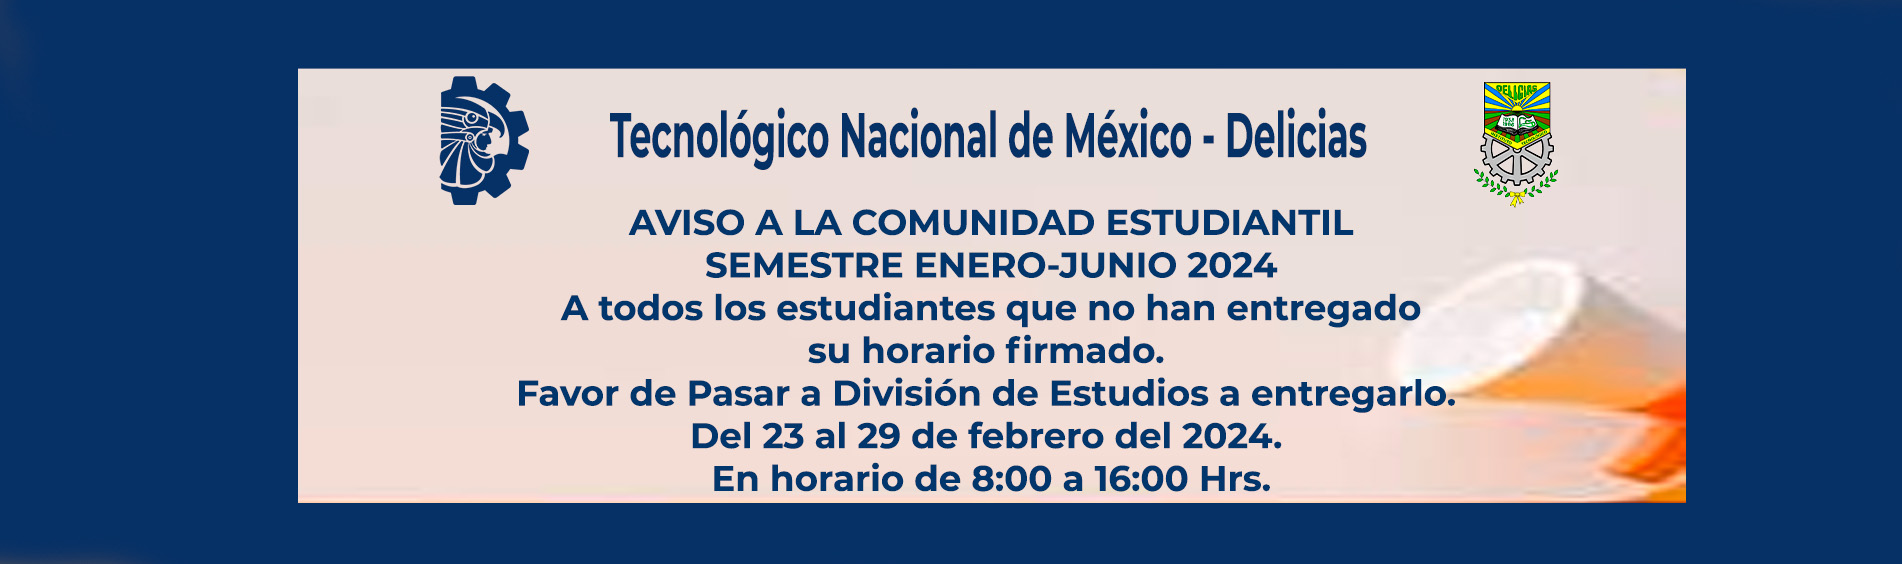 Tecnológico Nacional de México - Delicias
DELICIAS
AVISO A LA COMUNIDAD ESTUDIANTIL
SEMESTRE ENERO-JUNIO 2024
A todos los estudiantes que no han entregado
su horario firmado.
Favor de Pasar a División de Estudios a entregarlo.
Del 23 al 29 de febrero del 2024.
En horario de 8:00 a 16:00 Hrs.